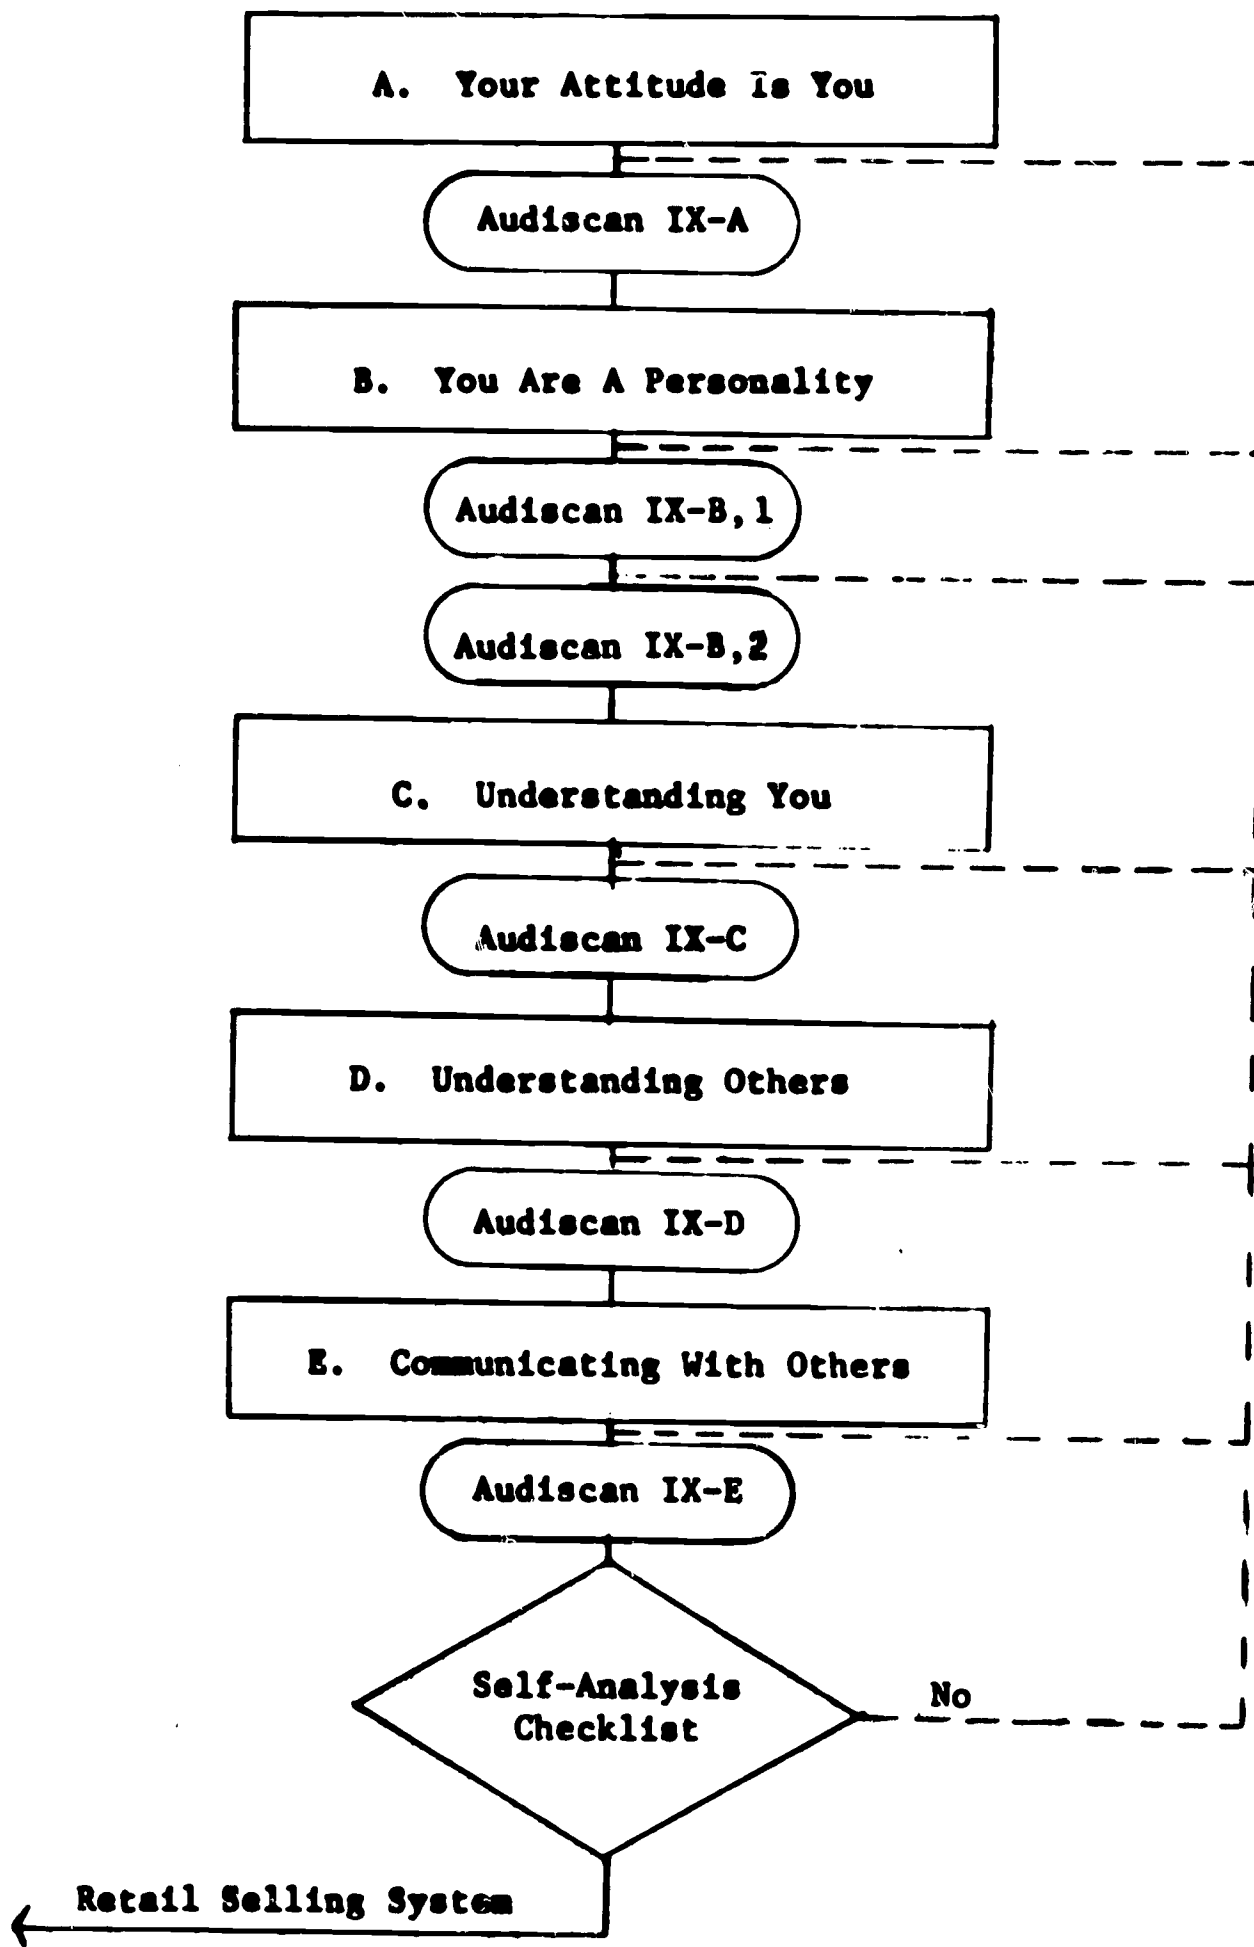 A. Your Attitude Is You
Audiscan IX-A
B. You Are A Personality
Audiscan IX-B,1
Audiscan IX-B,2
C. Understanding You
Audiscan IX-C
D. Understanding Others
Audiscan IX-D
E. Communicating With Others
Audiscan IX-E
Self-Analysis
Checklist
No
Retail Selling System